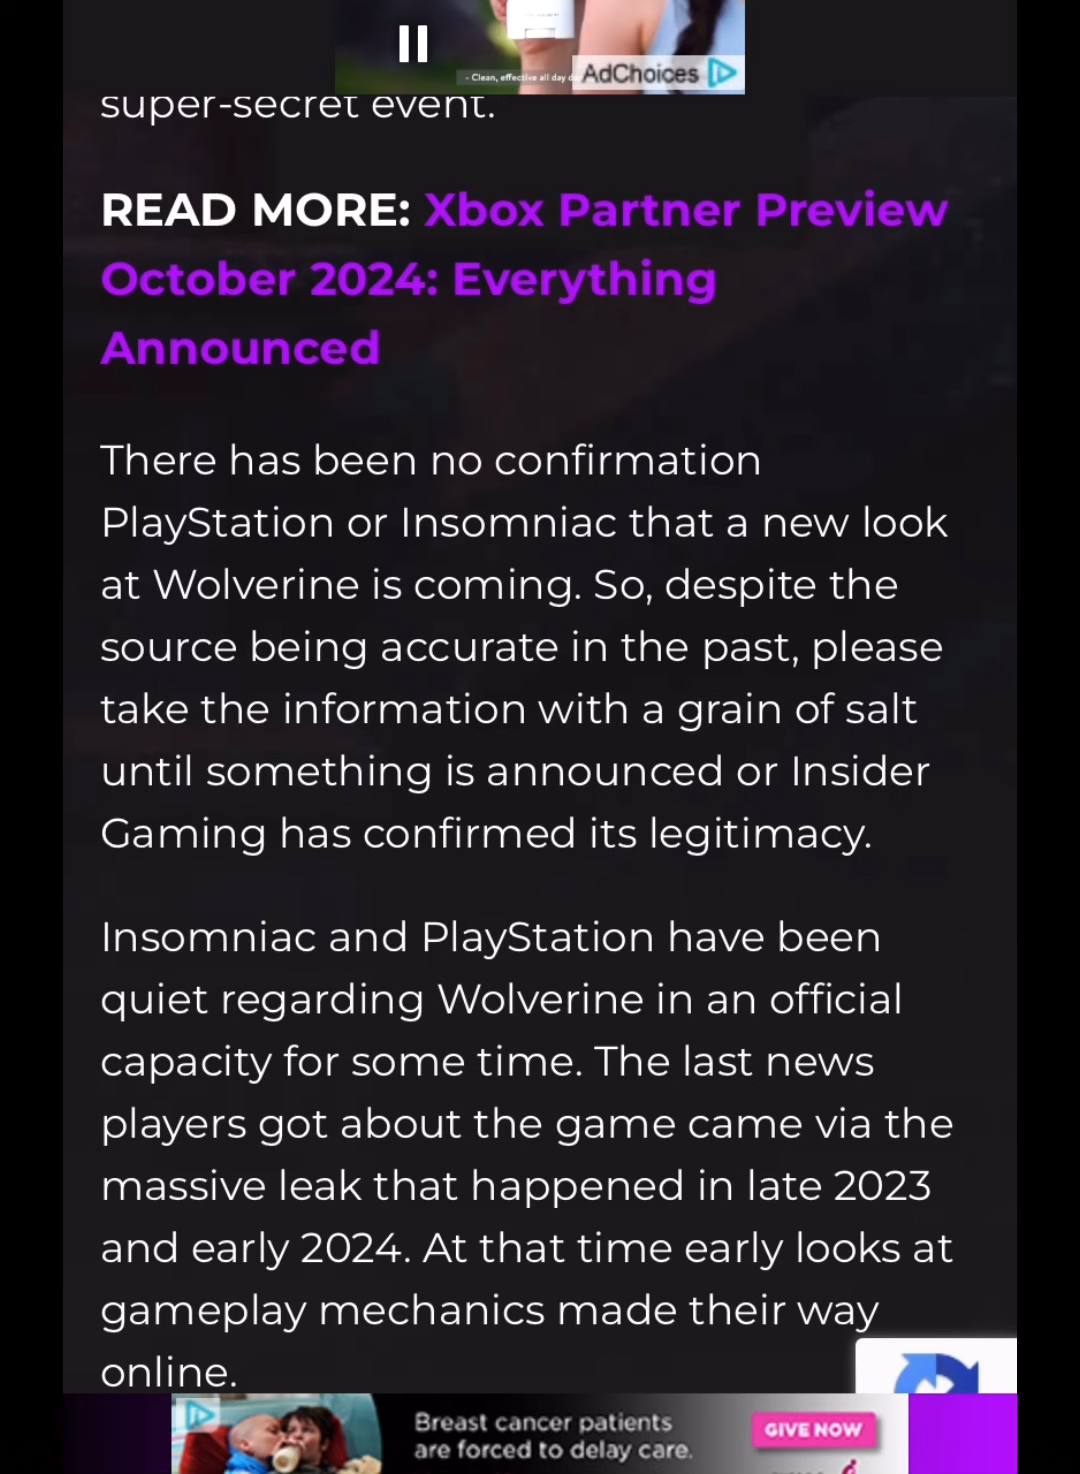 - Clean, effective all day d
AdChoices
super-secret event.
READ MORE: Xbox Partner Preview
October 2024: Everything
Announced
There has been no confirmation
PlayStation or Insomniac that a new look
at Wolverine is coming. So, despite the
source being accurate in the past, please
take the information with a grain of salt
until something is announced or Insider
Gaming has confirmed its legitimacy.
Insomniac and PlayStation have been
quiet regarding Wolverine in an official
capacity for some time. The last news
players got about the game came via the
massive leak that happened in late 2023
and early 2024. At that time early looks at
gameplay mechanics made their way
online.
Breast cancer patients
are forced to delay care.
GIVE NOW